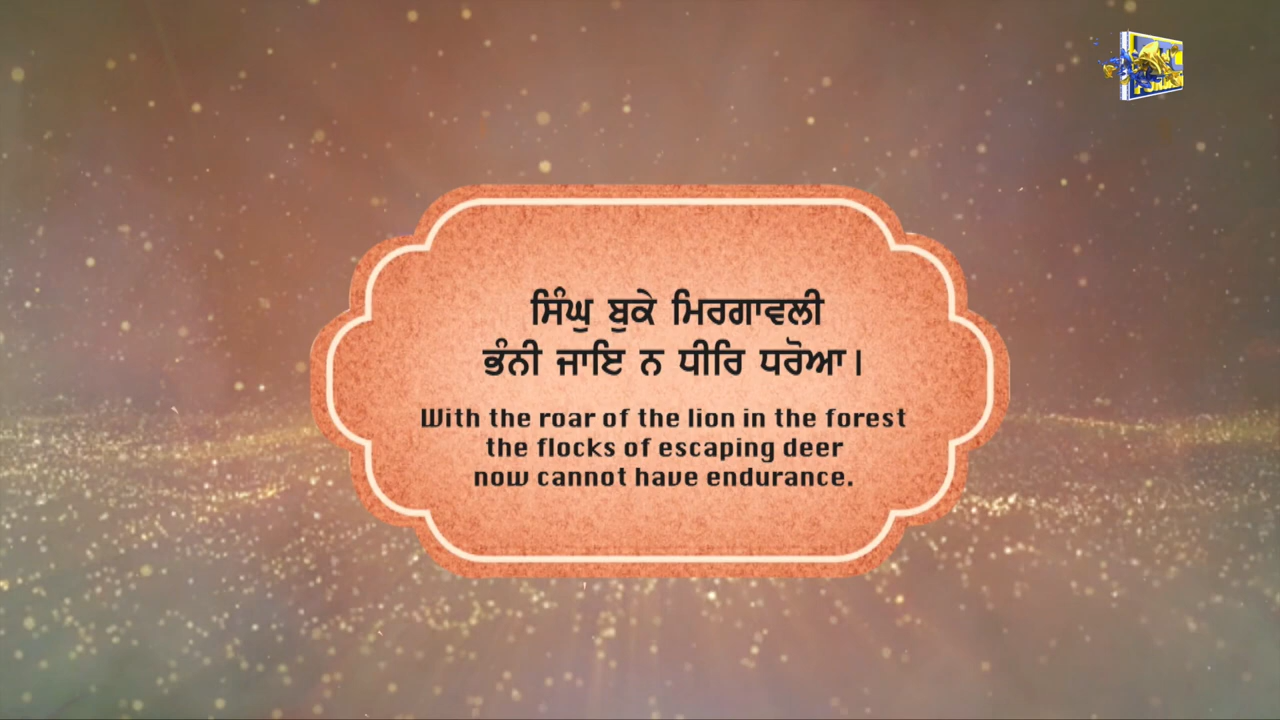 ਸਿੰਘੁ ਬੁਕੇ ਮਿਰਗਾਵਲੀ
ਭੰਨੀ ਜਾਇ ਨ ਧੀਰਿ ਧਰੋਆ।
With the roar of the lion in the forest
the flocks of escaping deer
now cannot have endurance.